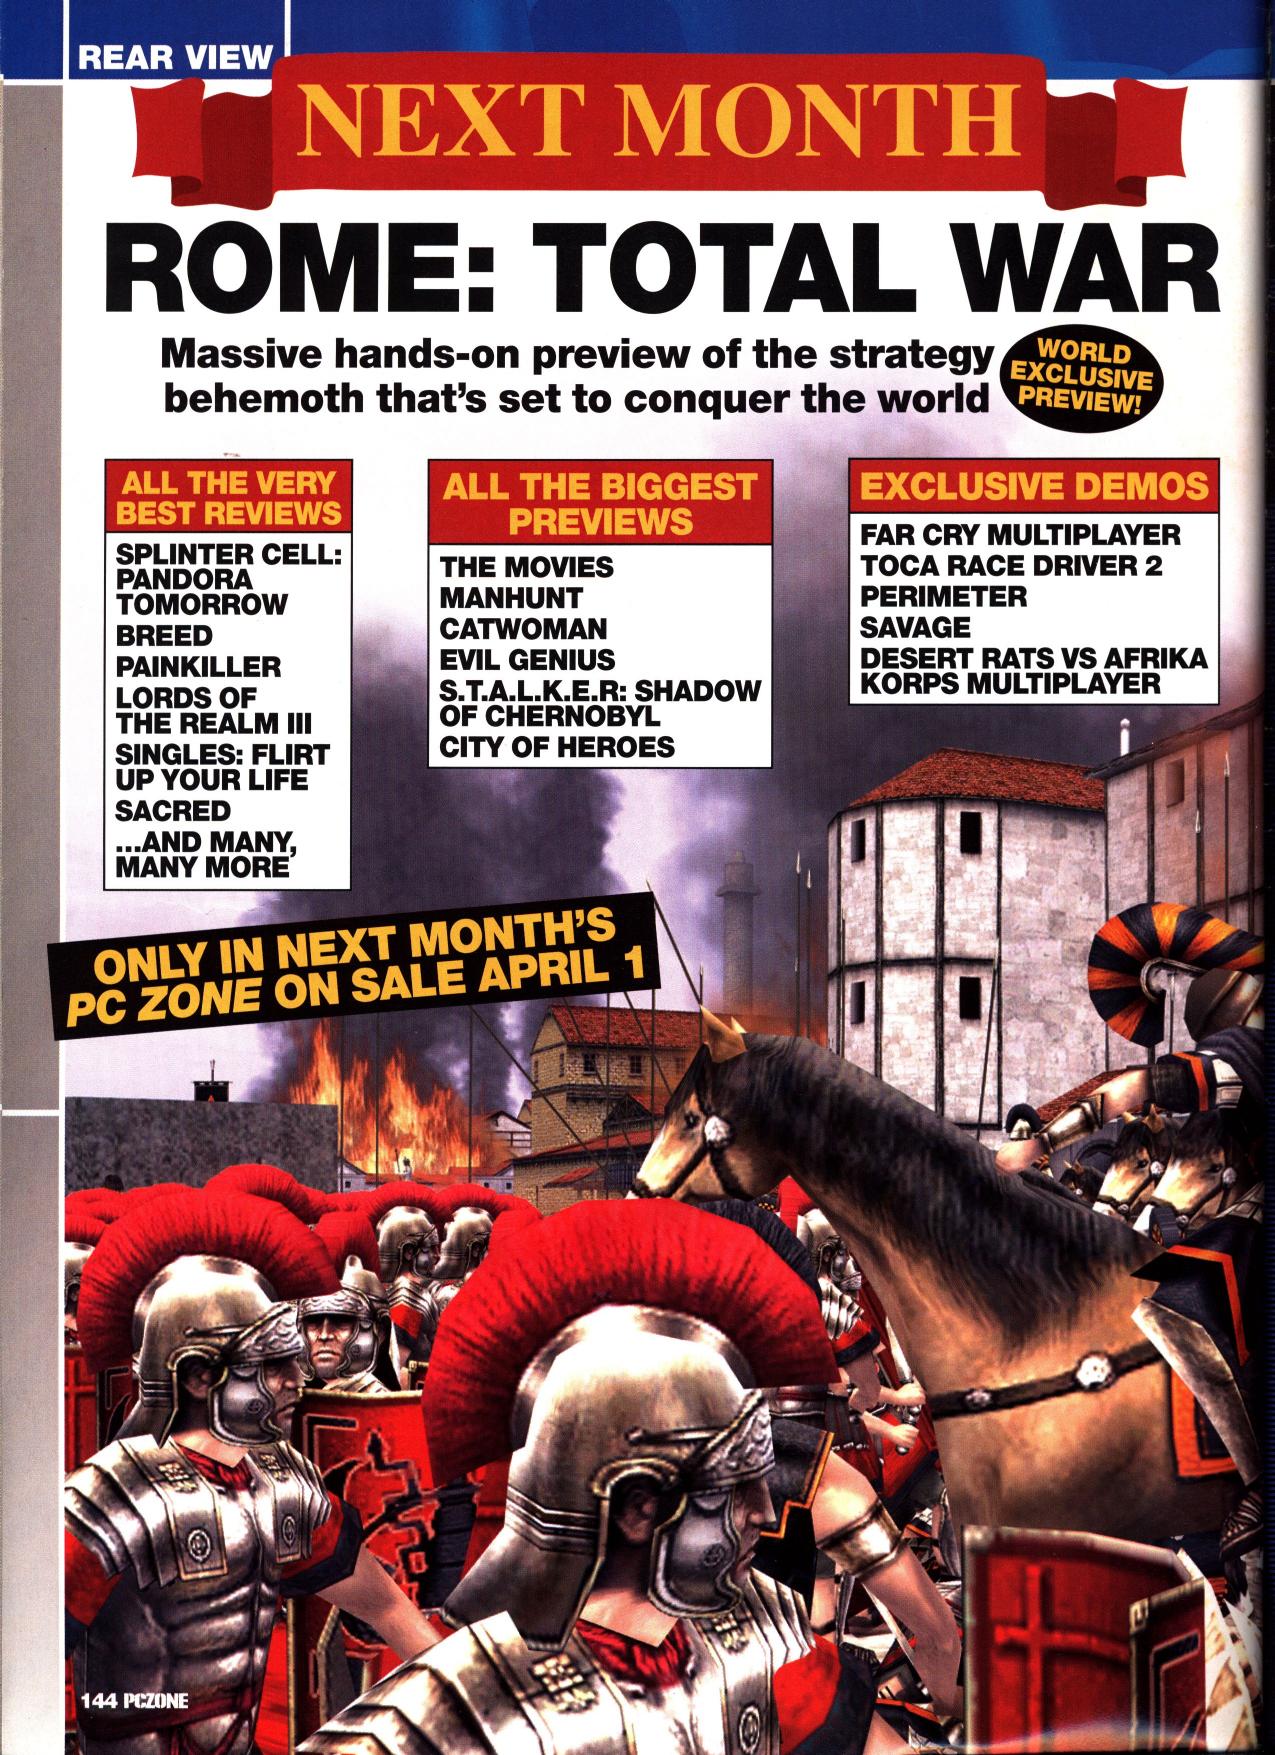 REAR VIEW
NEXT MONTH
ROME: TOTAL WAR
Massive hands-on preview of the strategy
behemoth that's set to conquer the world
WORLD
EXCLUSIVE
PREVIEW!
ALL THE VERY
BEST REVIEWS
SPLINTER CELL:
PANDORA
TOMORROW
BREED
PAINKILLER
LORDS OF
THE REALM III
SINGLES: FLIRT
UP YOUR LIFE
SACRED
...AND MANY,
MANY MORE
ALL THE BIGGEST
PREVIEWS
THE MOVIES
MANHUNT
CATWOMAN
EVIL GENIUS
S.T.A.L.K.E.R: SHADOW
OF CHERNOBYL
CITY OF HEROES
EXCLUSIVE DEMOS
FAR CRY MULTIPLAYER
TOCA RACE DRIVER 2
PERIMETER
SAVAGE
DESERT RATS VS AFRIKA
KORPS MULTIPLAYER
ONLY IN NEXT MONTH'S
PC ZONE ON SALE APRIL 1
144 PCZONE